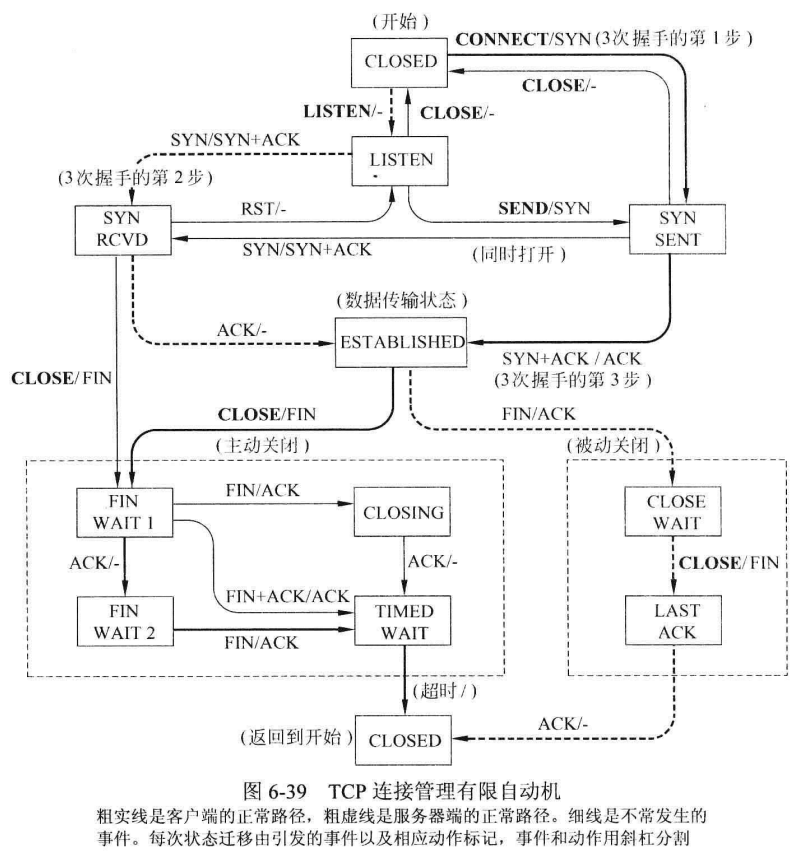 (开始)
CLOSED
CONNECT/SYN (3次握手的第1步)
CLOSE/-
LISTEN/-
CLOSE/-
SYN/SYN+ACK
LISTEN
(3次握手的第2步)
SYN
RCVD
RST/-
SEND/SYN
SYN
SENT
SYN/SYN+ACK
(同时打开)
(数据传输状态)
ACK/-
ESTABLISHED
SYN+ACK / ACK
(3次握手的第3步)
CLOSE/FIN
CLOSE/FIN
FIN/ACK
(主动关闭)
(被动关闭)
FIN
WAIT 1
FIN/ACK
CLOSING
CLOSE
WAIT
ACK/-
ACK/-
CLOSE/FIN
FIN+ACK/ACK
FIN
WAIT 2
FIN/ACK
TIMED
WAIT
LAST
ACK
(超时/)
(返回到开始)
CLOSED
ACK/-
图 6-39 TCP 连接管理有限自动机
粗实线是客户端的正常路径，粗虚线是服务器端的正常路径。细线是不常发生的
事件。每次状态迁移由引发的事件以及相应动作标记，事件和动作用斜杠分割